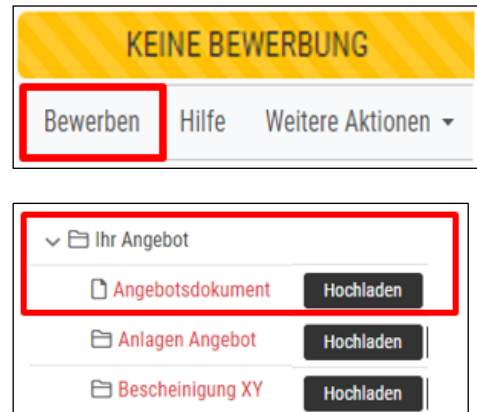 KEINE BEWERBUNG
Bewerben Hilfe Weitere Aktionen
Ihr Angebot
Angebotsdokument Hochladen
Anlagen Angebot Hochladen
Bescheinigung XY Hochladen